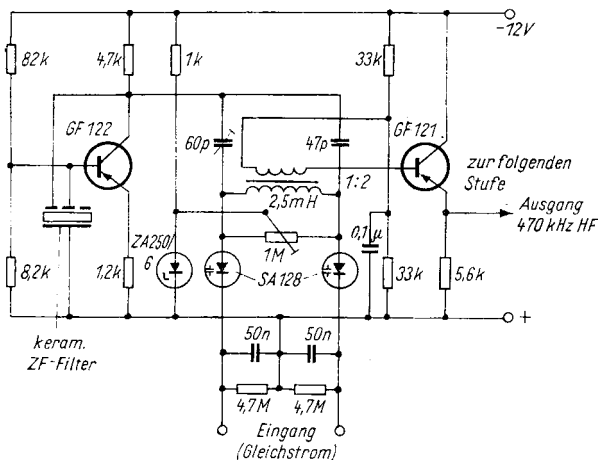 −12V
82k
4,7k
1k
33k
GF 122
60p
47p
GF 121
1:2
2,5mH
zur folgenden
Stufe
Ausgang
470 kHz HF
ZA250/
6
1M
0,1µ
8,2k
1,2k
SA128
33k
5,6k
+
keram.
ZF-Filter
50n
50n
4,7M
4,7M
Eingang
(Gleichstrom)